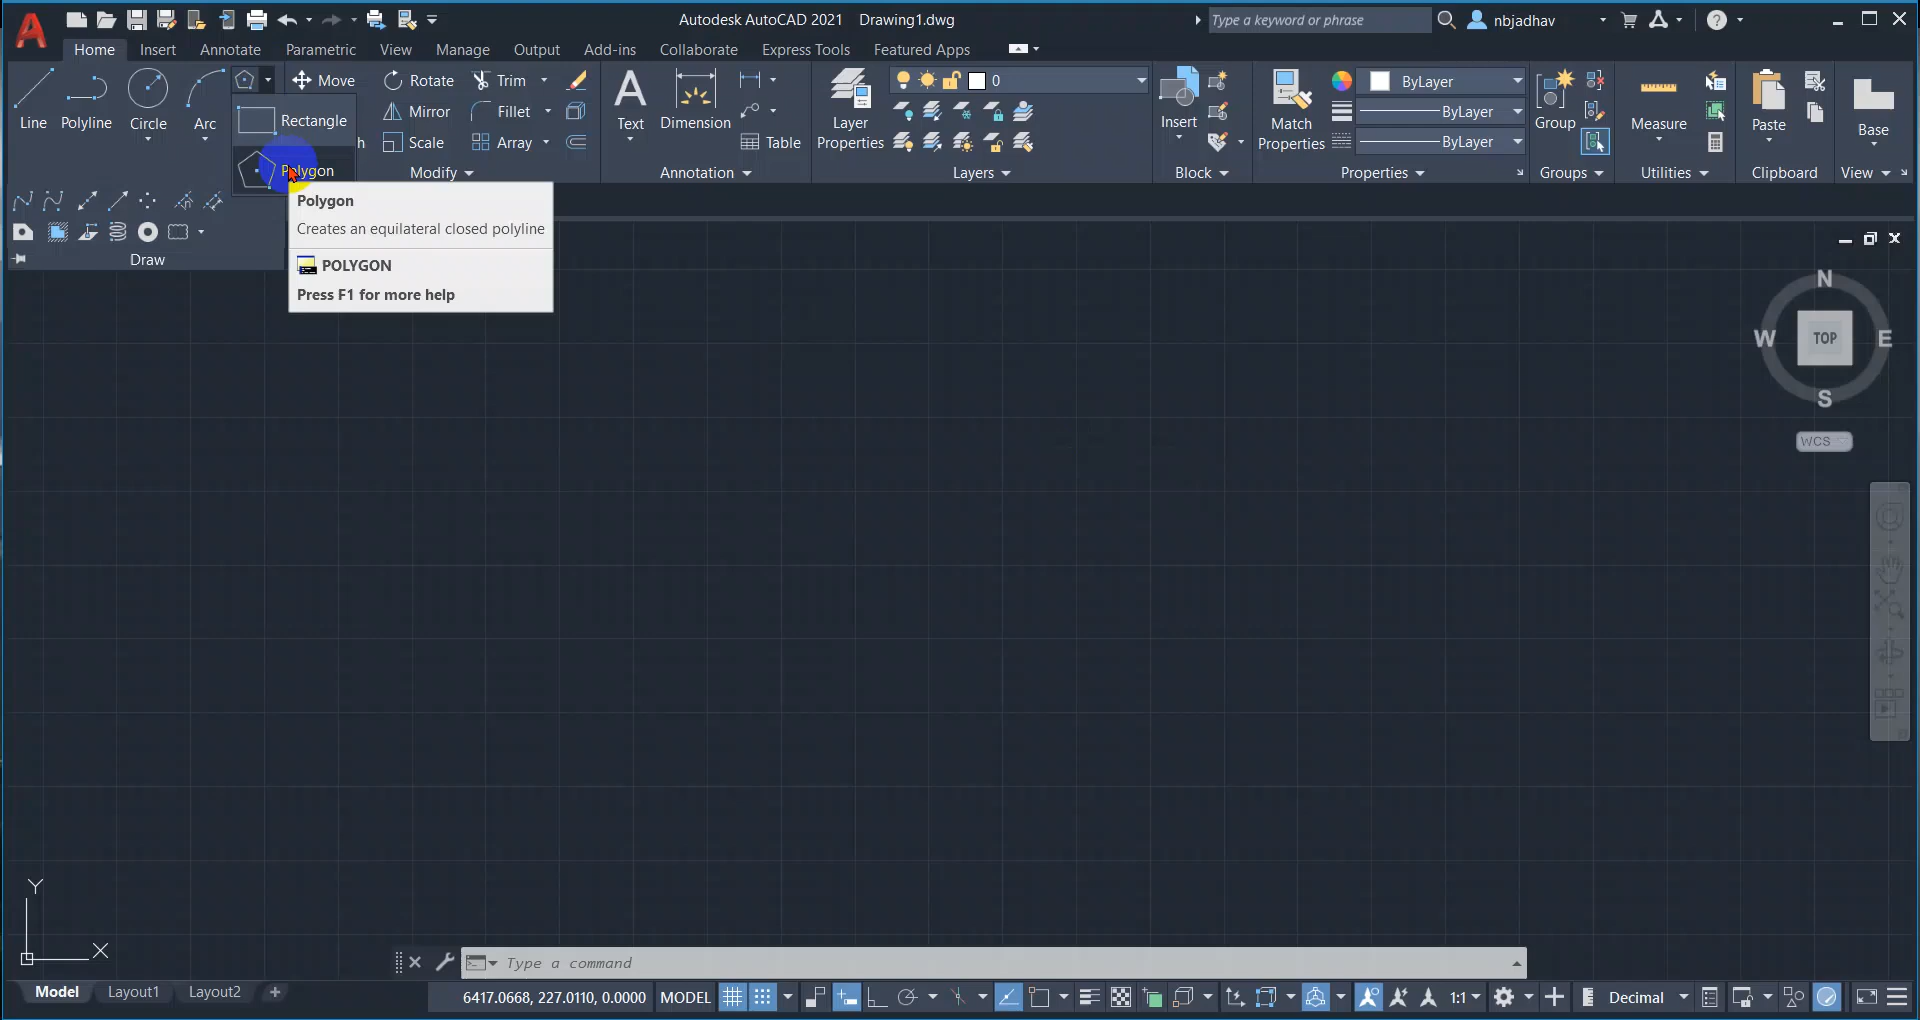 Autodesk AutoCAD 2021 Drawing1.dwg
Type a keyword or phrase
nbjadhav
Home Insert Annotate Parametric View Manage Output Add-ins Collaborate Express Tools Featured Apps
Line Polyline Circle Arc
Rectangle
Polygon
Move Rotate Trim
Mirror Fillet
h Scale Array
Modify
Text Dimension
Table
Annotation
Layer
Properties
0
Layers
Insert
Block
Match
Properties
ByLayer
ByLayer
ByLayer
Properties
Group
Groups
Measure
Utilities
Paste
Clipboard
Base
View
Draw
Polygon
Creates an equilateral closed polyline
POLYGON
Press F1 for more help
N
W TOP E
S
WCS
Y
X
Type a command
Model Layout1 Layout2 +
6417.0668, 227.0110, 0.0000 MODEL 1:1 Decimal